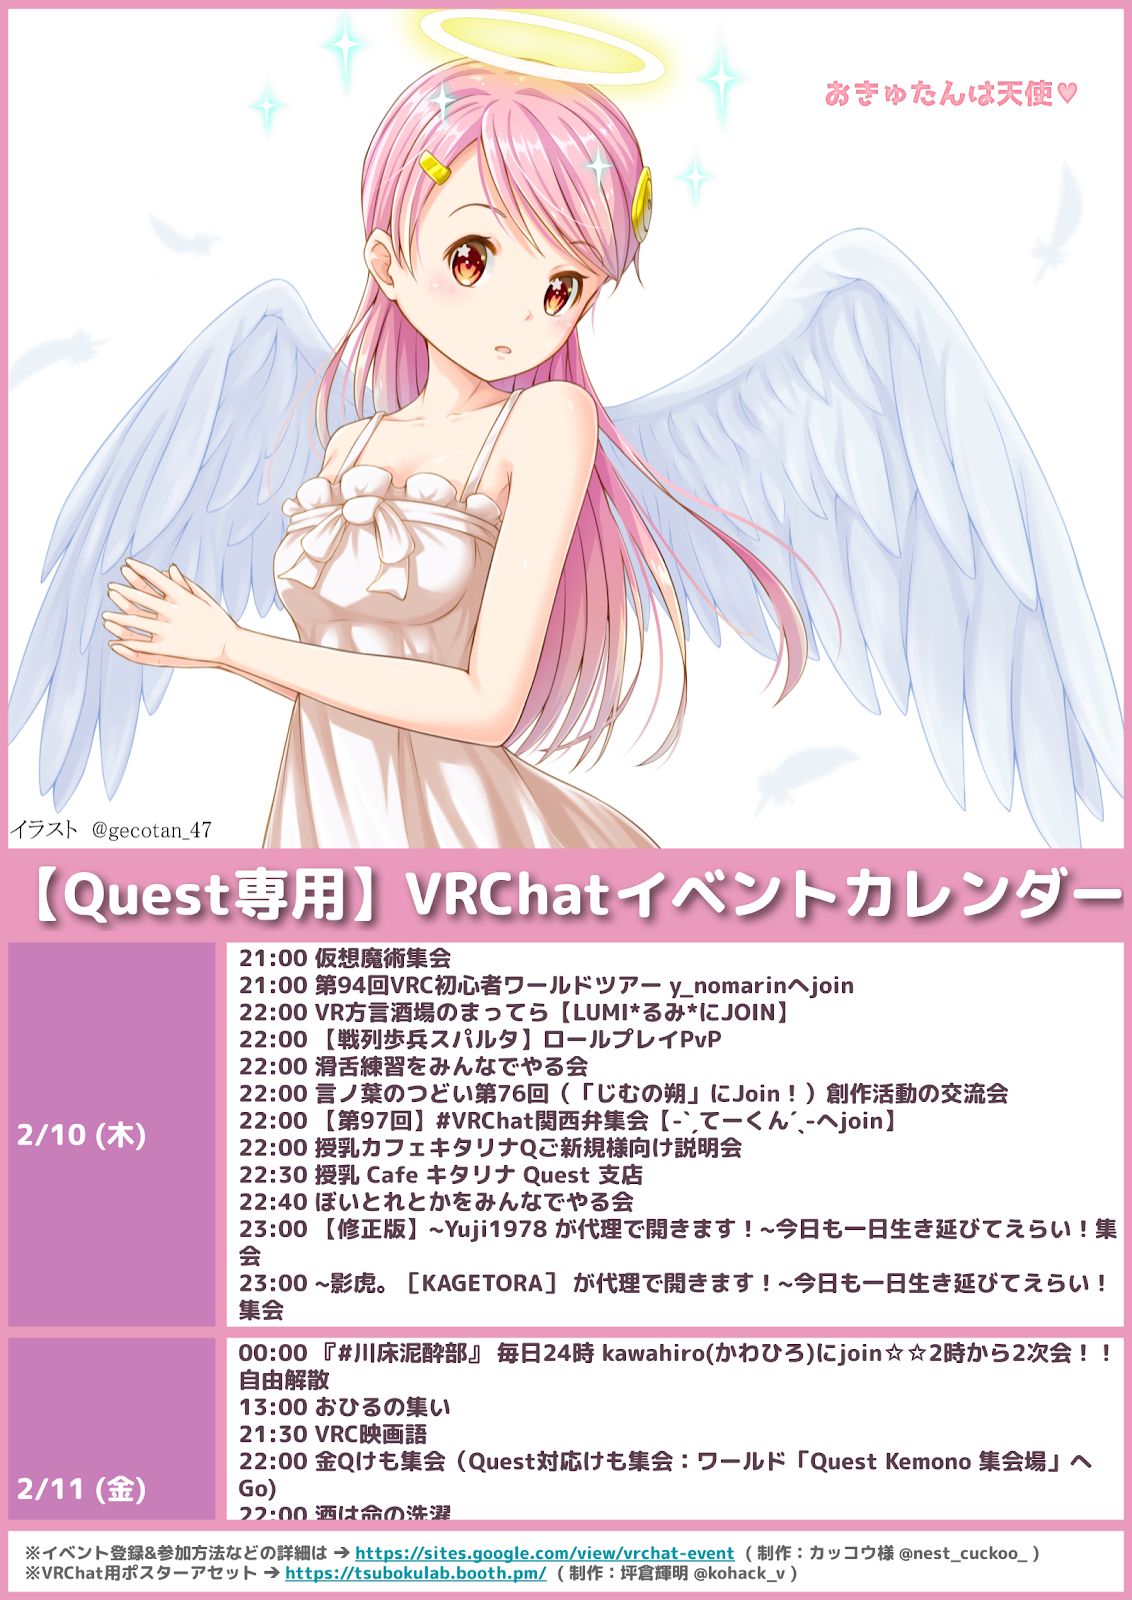 おきゅたんは天使♥
イラスト @gecotan_47
【Quest専用】VRChatイベントカレンダー
2/10 (木)
21:00 仮想魔術集会
21:00 第94回VRC初心者ワールドツアー y_nomarinへjoin
22:00 VR方言酒場のまってら【LUMI*るみ*にJOIN】
22:00 【戦列歩兵スパルタ】ロールプレイPvP
22:00 滑舌練習をみんなでやる会
22:00 言ノ葉のつどい第76回（「じむの朔」にJoin！）創作活動の交流会
22:00 【第97回】#VRChat関西弁集会【-`ˏてーくん´ˎ-へjoin】
22:00 授乳カフェキタリナQご新規様向け説明会
22:30 授乳 Cafe キタリナ Quest 支店
22:40 ぼいとれとかをみんなでやる会
23:00 【修正版】~Yuji1978 が代理で開きます！~今日も一日生き延びてえらい！集
会
23:00 ~影虎。［KAGETORA］ が代理で開きます！~今日も一日生き延びてえらい！
集会
2/11 (金)
00:00 『#川床泥酔部』 毎日24時 kawahiro(かわひろ)にjoin☆☆2時から2次会！！
自由解散
13:00 おひるの集い
21:30 VRC映画語
22:00 金Qけも集会（Quest対応けも集会：ワールド「Quest Kemono 集会場」へ
Go)
22:00 酒は命の洗濯
※イベント登録&参加方法などの詳細は ➔ https://sites.google.com/view/vrchat-event ( 制作：カッコウ様 @nest_cuckoo_ )
※VRChat用ポスターアセット ➔ https://tsubokulab.booth.pm/ ( 制作：坪倉輝明 @kohack_v )